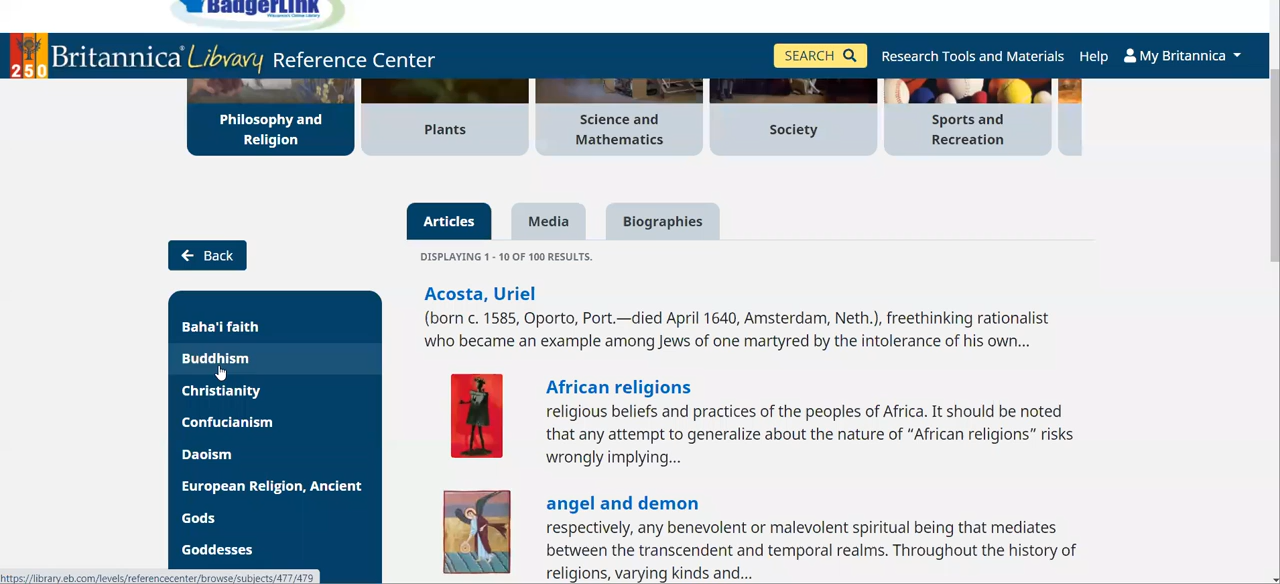 BadgerLink
Wisconsin's Online Library
250
Britannica® Library Reference Center
SEARCH
Research Tools and Materials
Help
My Britannica
Philosophy and
Religion
Plants
Science and
Mathematics
Society
Sports and
Recreation
Articles
Media
Biographies
Back
DISPLAYING 1 - 10 OF 100 RESULTS.
Baha'i faith
Buddhism
Christianity
Confucianism
Daoism
European Religion, Ancient
Gods
Goddesses
Acosta, Uriel
(born c. 1585, Oporto, Port.—died April 1640, Amsterdam, Neth.), freethinking rationalist
who became an example among Jews of one martyred by the intolerance of his own...
African religions
religious beliefs and practices of the peoples of Africa. It should be noted
that any attempt to generalize about the nature of “African religions” risks
wrongly implying...
angel and demon
respectively, any benevolent or malevolent spiritual being that mediates
between the transcendent and temporal realms. Throughout the history of
religions, varying kinds and...
https://library.eb.com/levels/referencecenter/browse/subjects/477/479